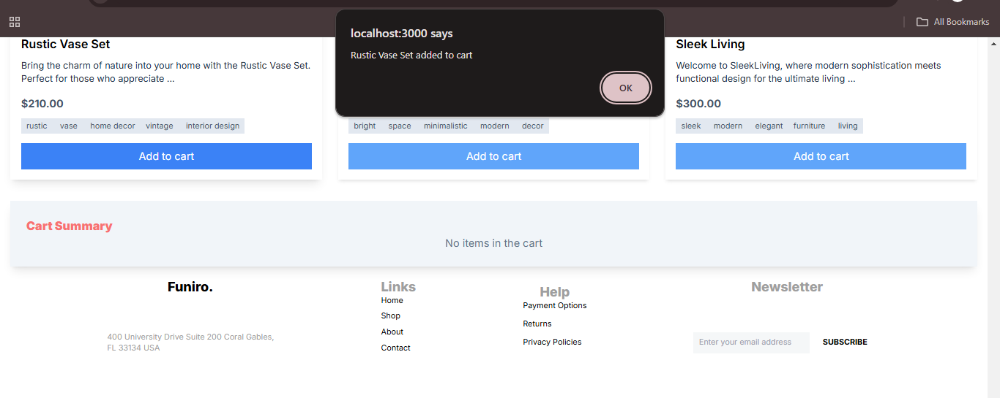 All Bookmarks
localhost:3000 says
Rustic Vase Set added to cart
OK
Rustic Vase Set
Bring the charm of nature into your home with the Rustic Vase Set.
Perfect for those who appreciate ...
$210.00
rustic vase home decor vintage interior design
Add to cart
bright space minimalistic modern decor
Add to cart
Sleek Living
Welcome to SleekLiving, where modern sophistication meets
functional design for the ultimate living ...
$300.00
sleek modern elegant furniture living
Add to cart
Cart Summary
No items in the cart
Funiro.
400 University Drive Suite 200 Coral Gables,
FL 33134 USA
Links
Home
Shop
About
Contact
Help
Payment Options
Returns
Privacy Policies
Newsletter
Enter your email address
SUBSCRIBE